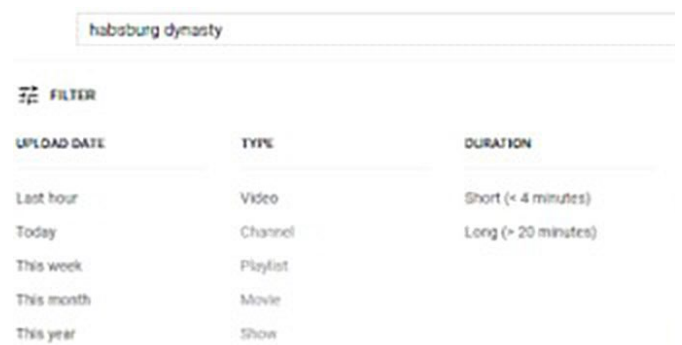 habsburg dynasty
FILTER
UPLOAD DATE TYPE DURATION
Last hour Video Short (< 4 minutes)
Today Channel Long (> 20 minutes)
This week Playlist
This month Movie
This year Show